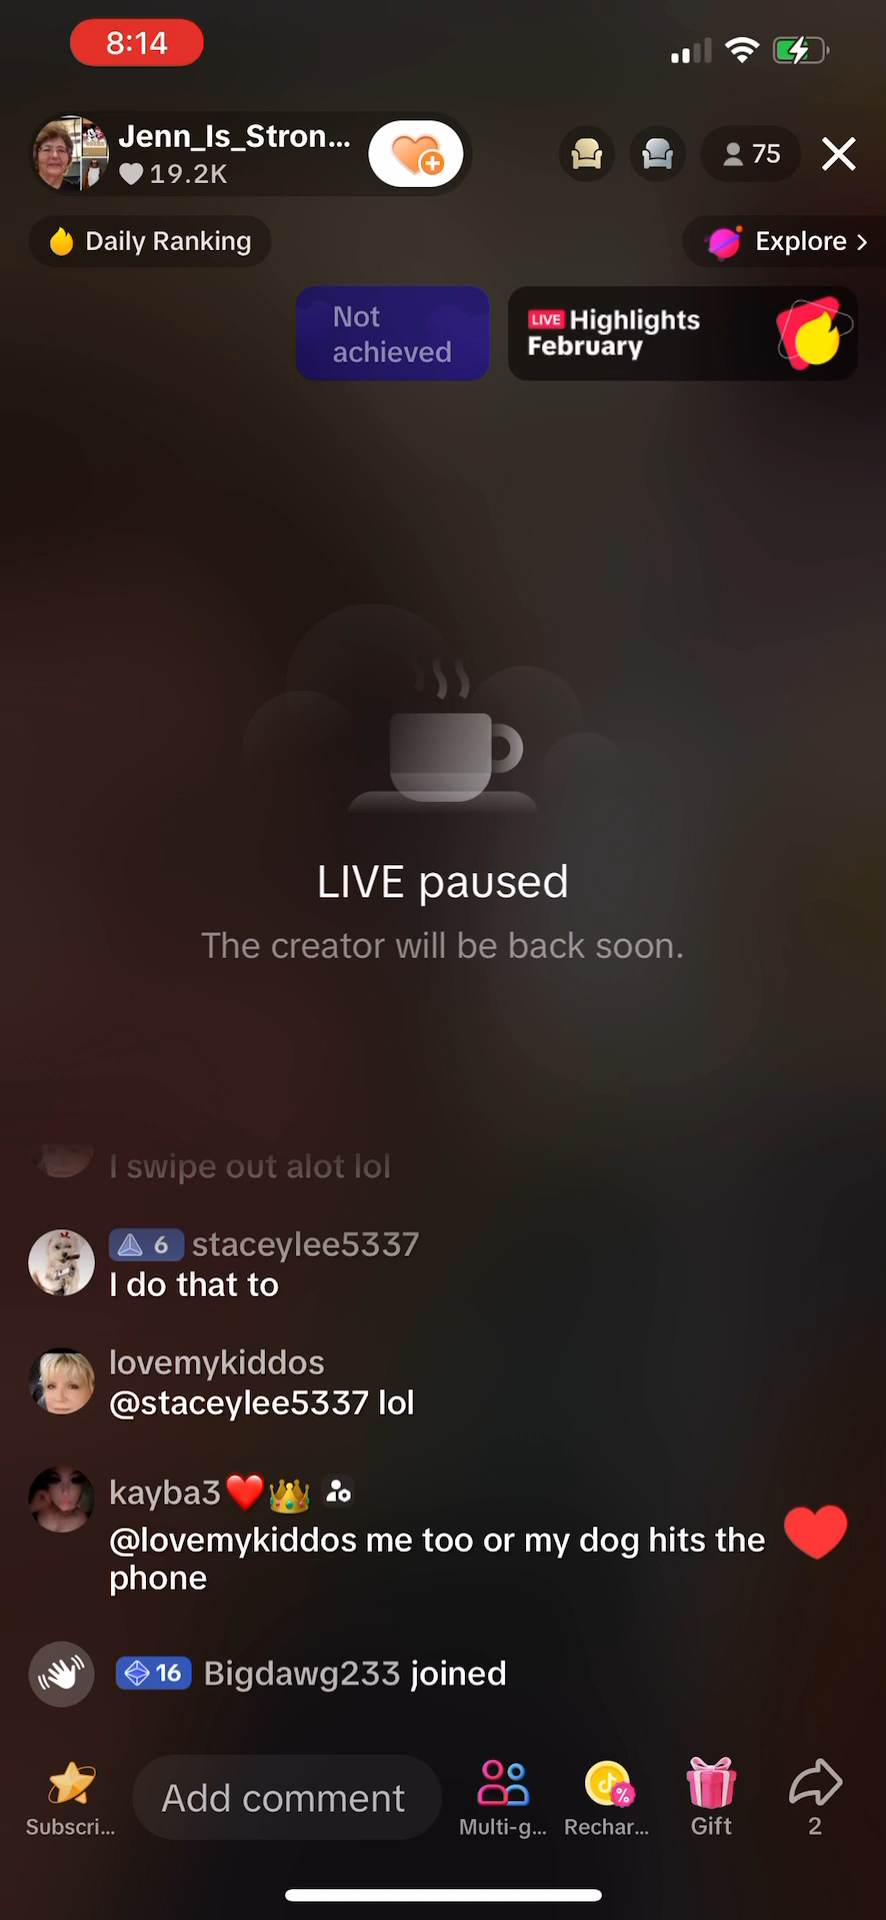 8:14
Jenn_Is_Stron...
19.2K
75
Daily Ranking
Explore >
Not
achieved
LIVE Highlights
February
LIVE paused
The creator will be back soon.
I swipe out alot lol
6 staceylee5337
I do that to
lovemykiddos
@staceylee5337 lol
kayba3❤️👑
@lovemykiddos me too or my dog hits the
phone
16 Bigdawg233 joined
Add comment
Subscri... Multi-g... Rechar... Gift 2